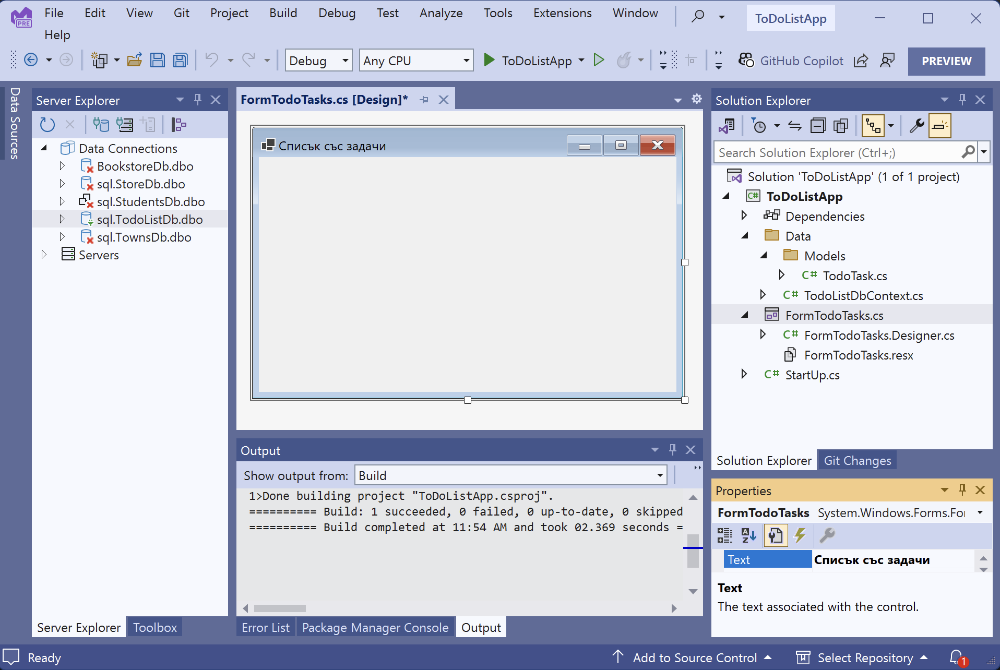 File Edit View Git Project Build Debug Test Analyze Tools Extensions Window ToDoListApp
Help
PRE
Debug Any CPU ToDoListApp GitHub Copilot PREVIEW
Data Sources
Server Explorer
Data Connections
BookstoreDb.dbo
sql.StoreDb.dbo
sql.StudentsDb.dbo
sql.TodoListDb.dbo
sql.TownsDb.dbo
Servers
Server Explorer Toolbox
FormTodoTasks.cs [Design]*
Списък със задачи
Output
Show output from: Build
1>Done building project "ToDoListApp.csproj".
========== Build: 1 succeeded, 0 failed, 0 up-to-date, 0 skipped
========== Build completed at 11:54 AM and took 02.369 seconds =
Error List Package Manager Console Output
Solution Explorer
Search Solution Explorer (Ctrl+;)
Solution 'ToDoListApp' (1 of 1 project)
C# ToDoListApp
Dependencies
Data
Models
C# TodoTask.cs
C# TodoListDbContext.cs
FormTodoTasks.cs
C# FormTodoTasks.Designer.cs
FormTodoTasks.resx
C# StartUp.cs
Solution Explorer Git Changes
Properties
FormTodoTasks System.Windows.Forms.For
AZ
Text Списък със задачи
Text
The text associated with the control.
Ready Add to Source Control Select Repository 1